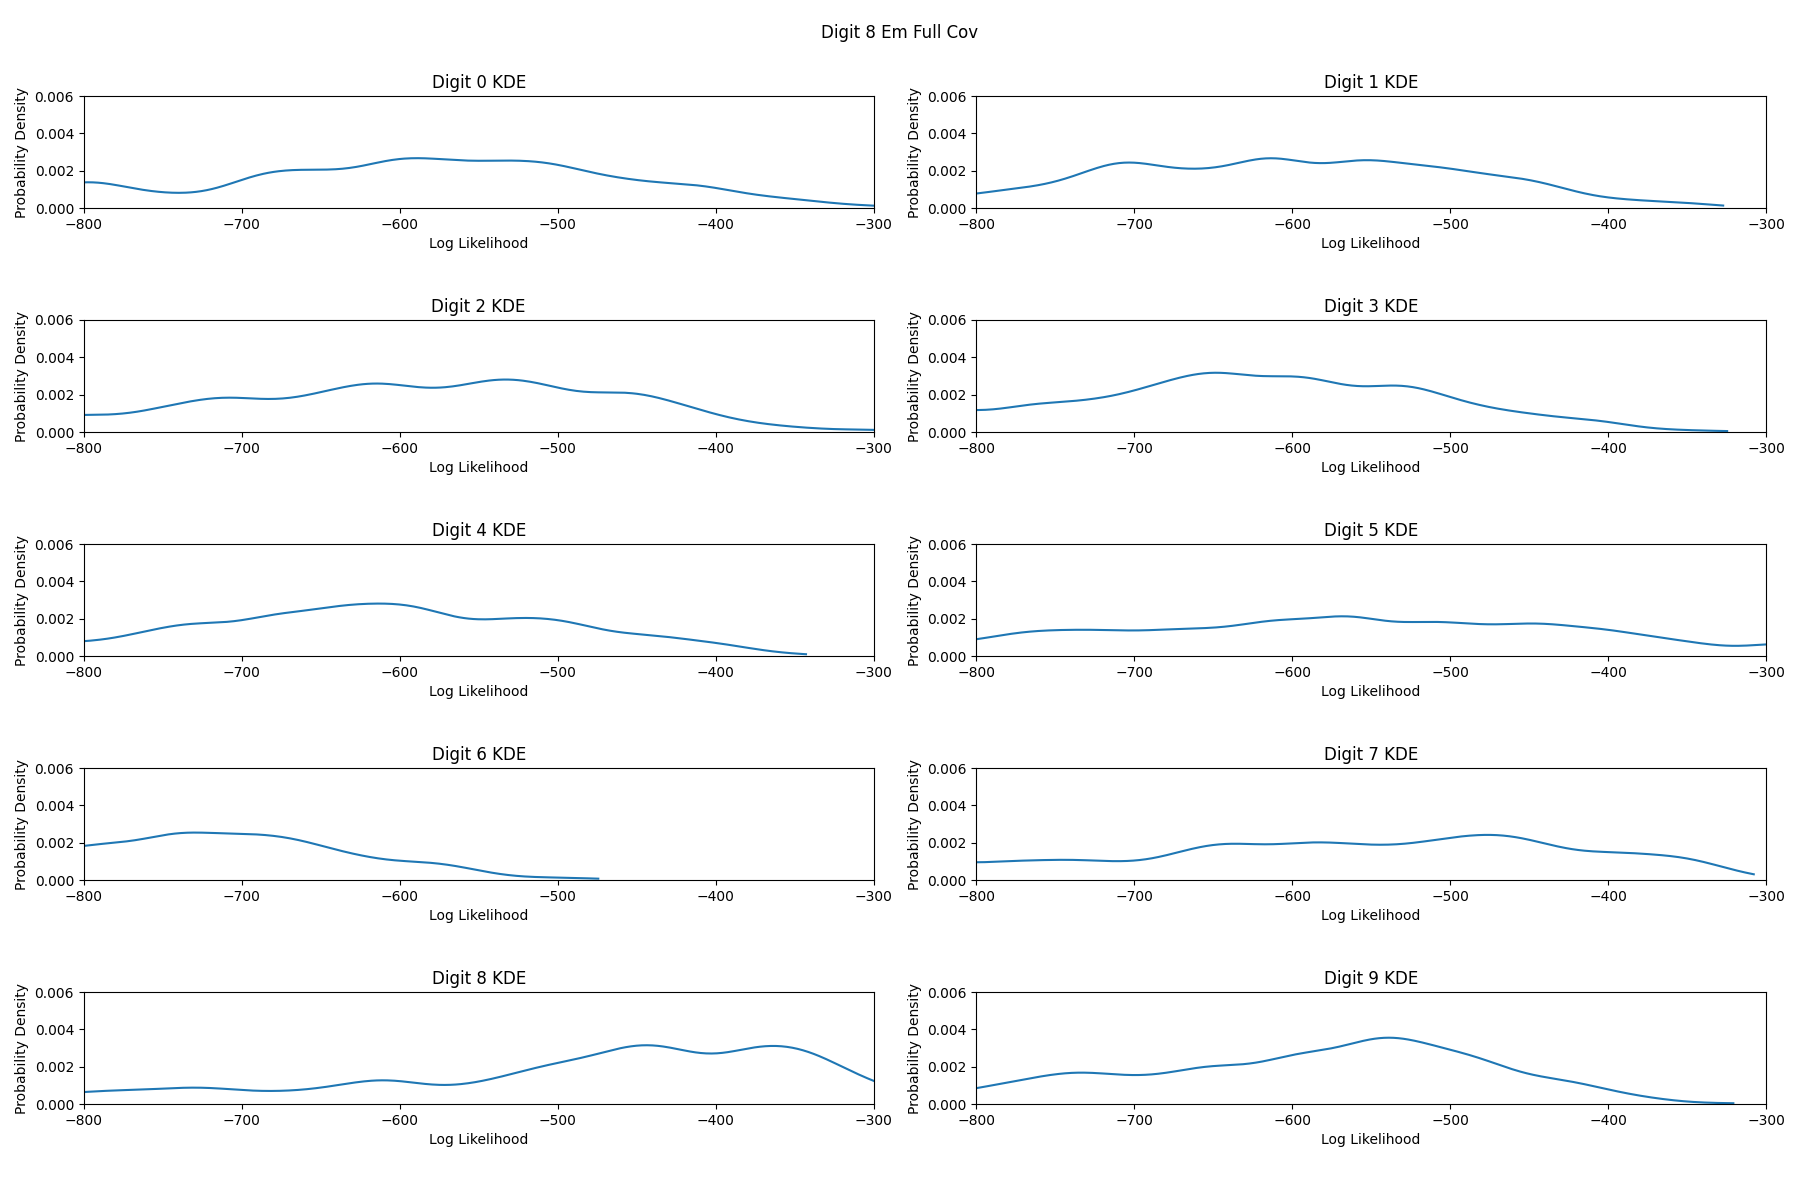 Digit 8 Em Full Cov
Digit 0 KDE
Probability Density
0.006
0.004
0.002
0.000
−800 −700 −600 −500 −400 −300
Log Likelihood
Digit 1 KDE
Probability Density
0.006
0.004
0.002
0.000
−800 −700 −600 −500 −400 −300
Log Likelihood
Digit 2 KDE
Probability Density
0.006
0.004
0.002
0.000
−800 −700 −600 −500 −400 −300
Log Likelihood
Digit 3 KDE
Probability Density
0.006
0.004
0.002
0.000
−800 −700 −600 −500 −400 −300
Log Likelihood
Digit 4 KDE
Probability Density
0.006
0.004
0.002
0.000
−800 −700 −600 −500 −400 −300
Log Likelihood
Digit 5 KDE
Probability Density
0.006
0.004
0.002
0.000
−800 −700 −600 −500 −400 −300
Log Likelihood
Digit 6 KDE
Probability Density
0.006
0.004
0.002
0.000
−800 −700 −600 −500 −400 −300
Log Likelihood
Digit 7 KDE
Probability Density
0.006
0.004
0.002
0.000
−800 −700 −600 −500 −400 −300
Log Likelihood
Digit 8 KDE
Probability Density
0.006
0.004
0.002
0.000
−800 −700 −600 −500 −400 −300
Log Likelihood
Digit 9 KDE
Probability Density
0.006
0.004
0.002
0.000
−800 −700 −600 −500 −400 −300
Log Likelihood